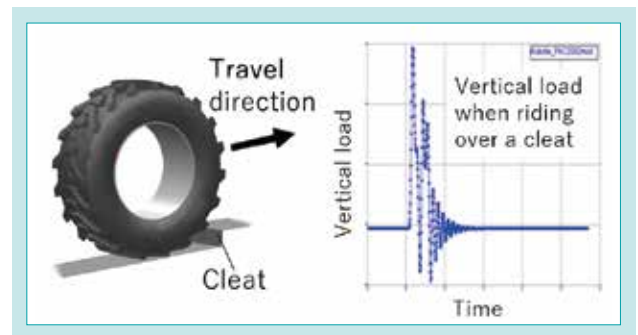 Travel
direction
Cleat
Vertical load
when riding
over a cleat
Vertical load
Time